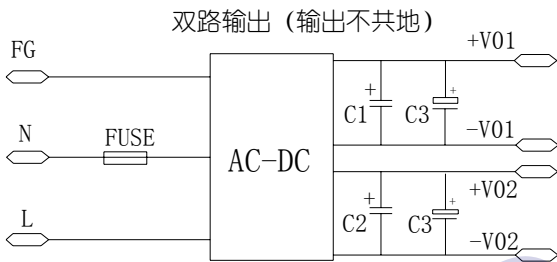 双路输出（输出不共地）
FG
+V01
+
C1
+
C3
N
FUSE
AC-DC
-V01
+V02
+
C2
+
C3
L
-V02